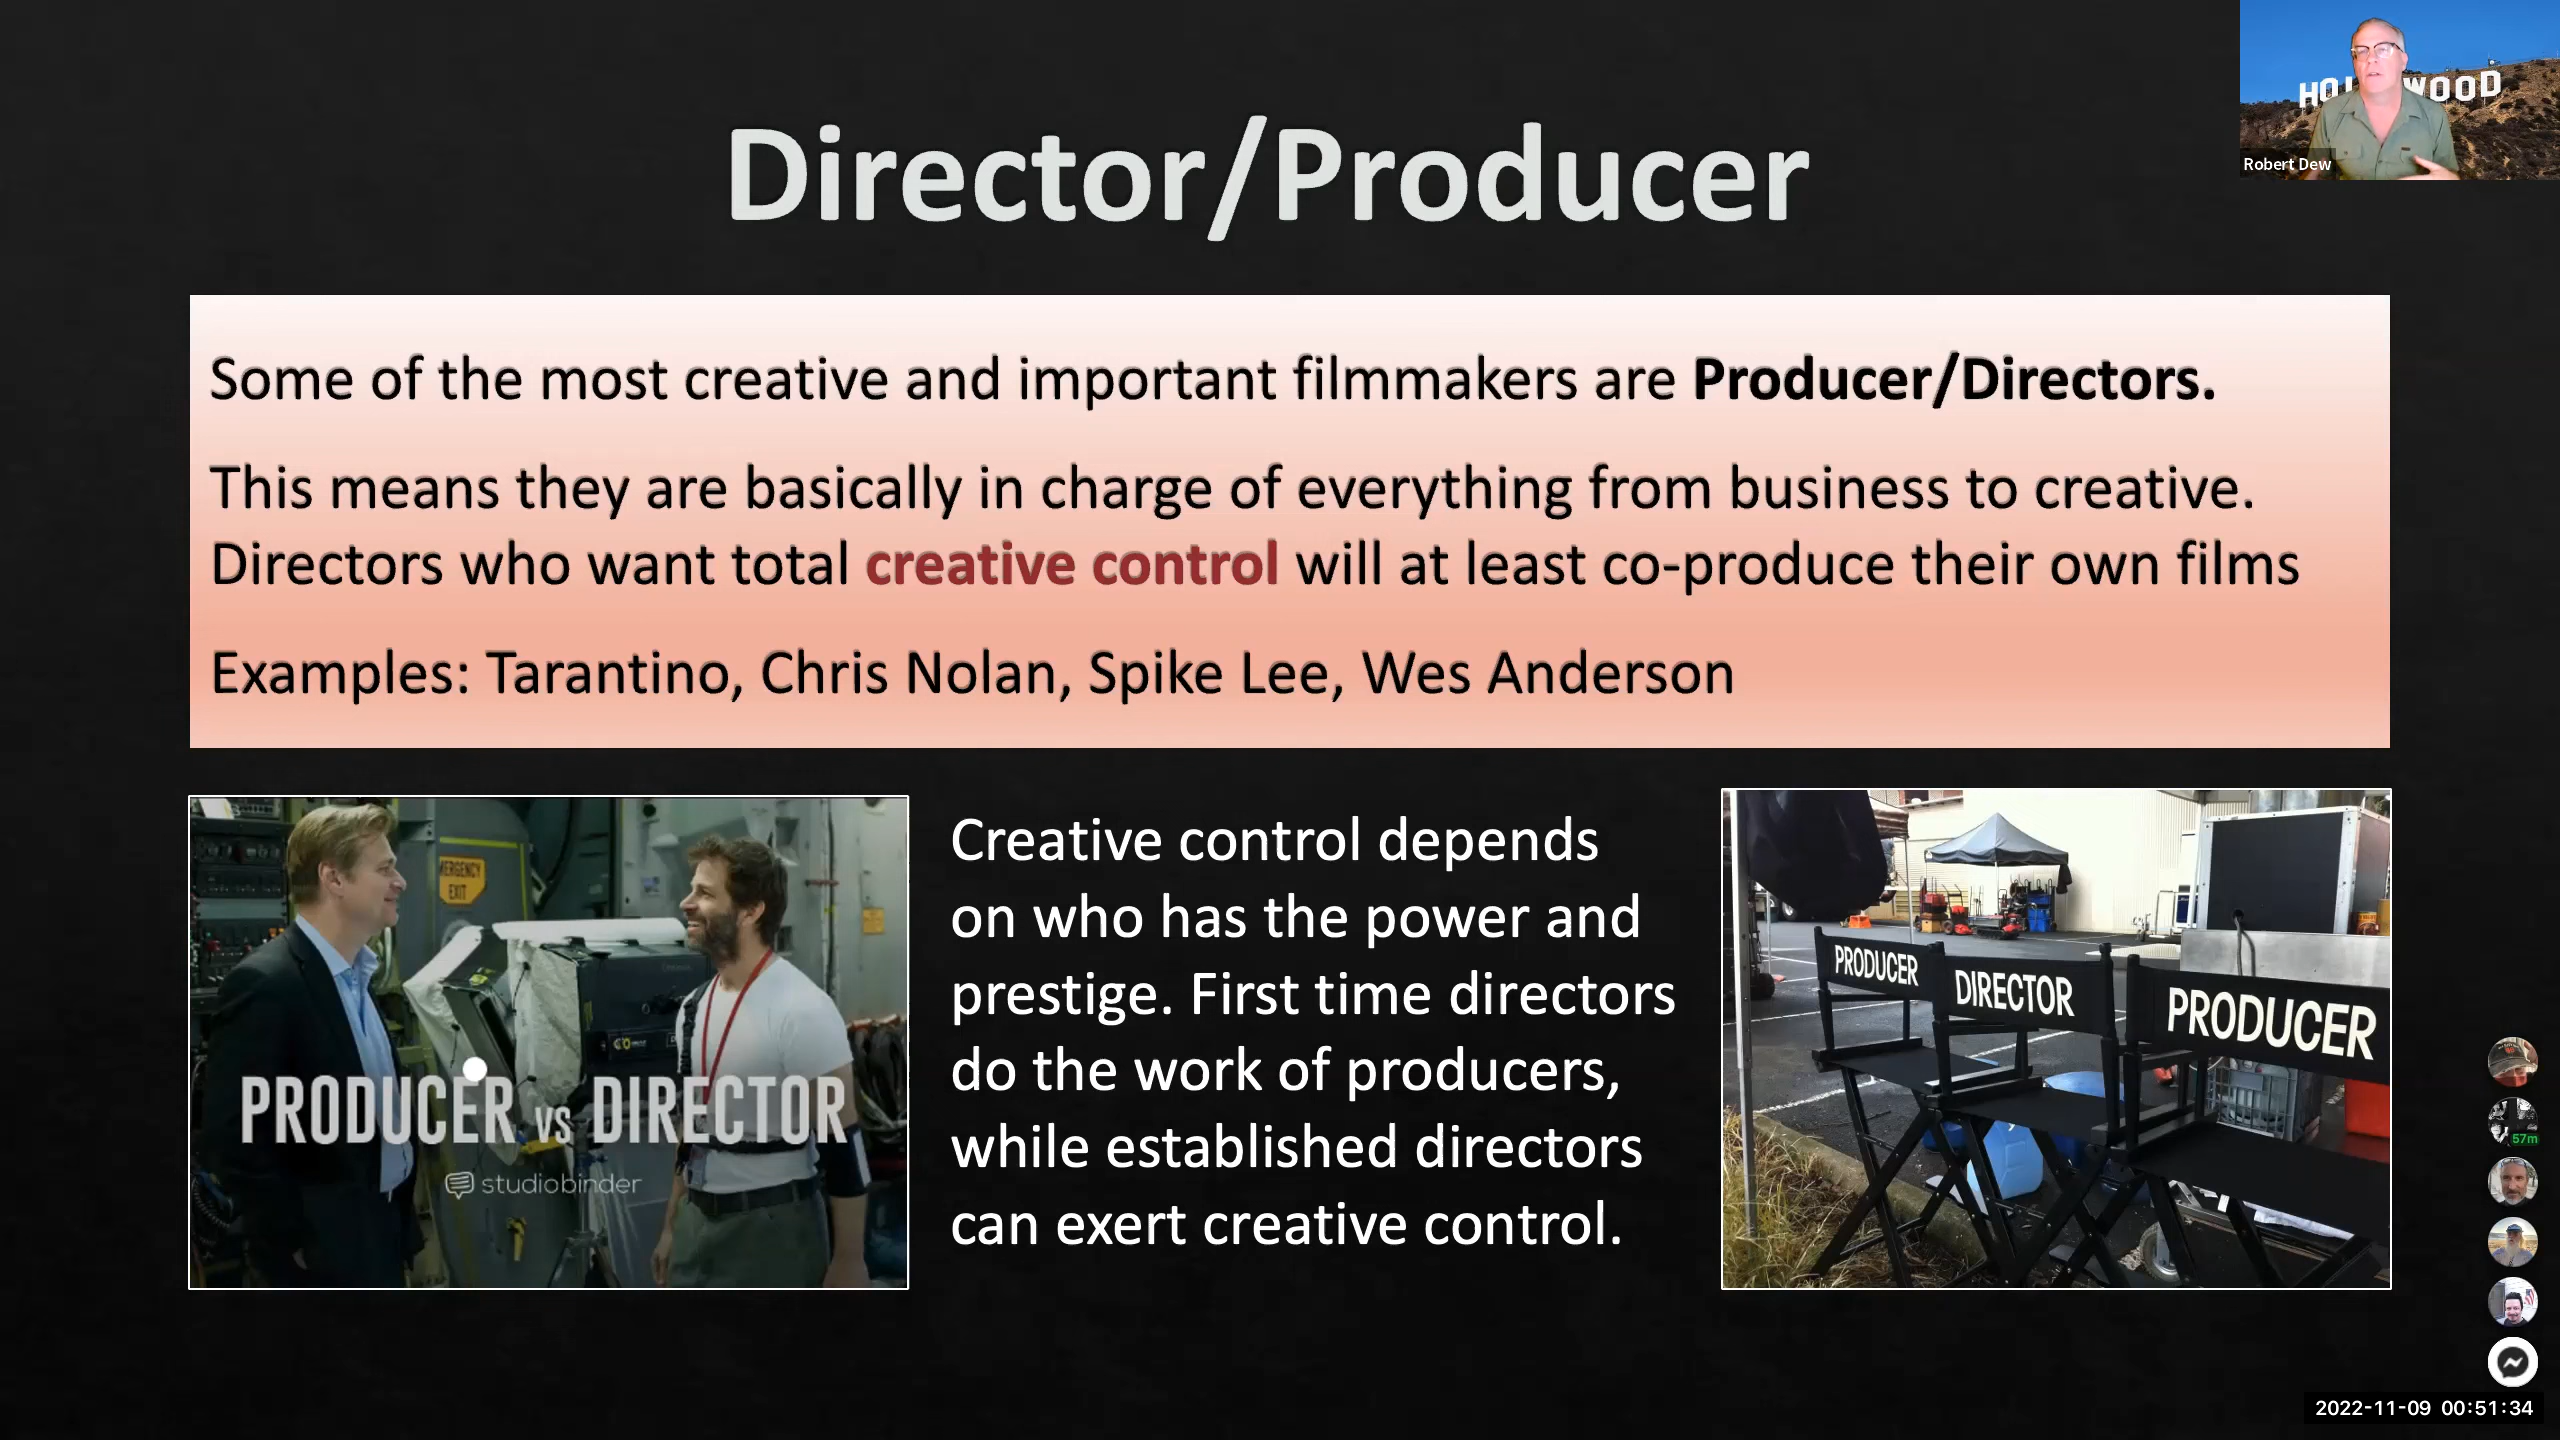 HOLLYWOOD
Robert Dew
Director/Producer
Some of the most creative and important filmmakers are Producer/Directors.
This means they are basically in charge of everything from business to creative.
Directors who want total creative control will at least co-produce their own films
Examples: Tarantino, Chris Nolan, Spike Lee, Wes Anderson
EMERGENCY
EXIT
PRODUCER VS DIRECTOR
studiobinder
Creative control depends
on who has the power and
prestige. First time directors
do the work of producers,
while established directors
can exert creative control.
PRODUCER
DIRECTOR
PRODUCER
57m
2022-11-09 00:51:34